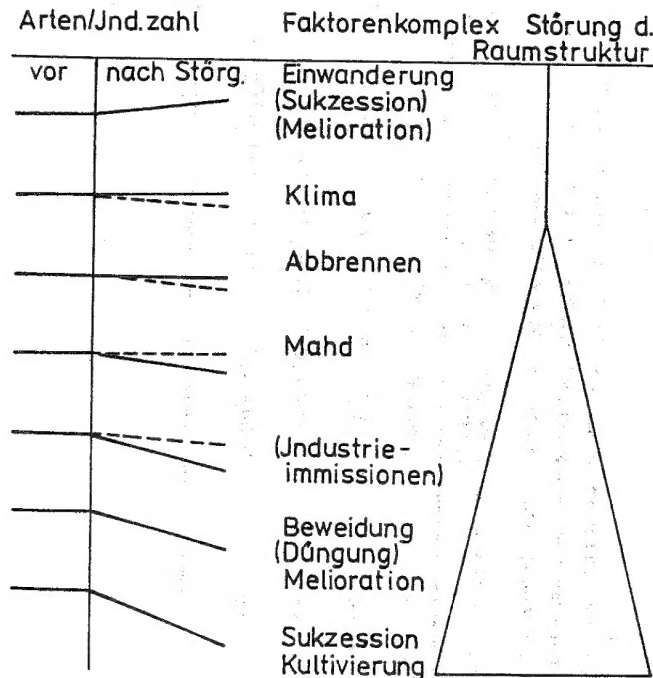 Arten/Jnd.zahl Faktorenkomplex Störung d.
Raumstruktur
vor nach Störg. Einwanderung
(Sukzession)
(Melioration)
Klima
Abbrennen
Mahd
(Jndustrie-
immissionen)
Beweidung
(Düngung)
Melioration
Sukzession
Kultivierung